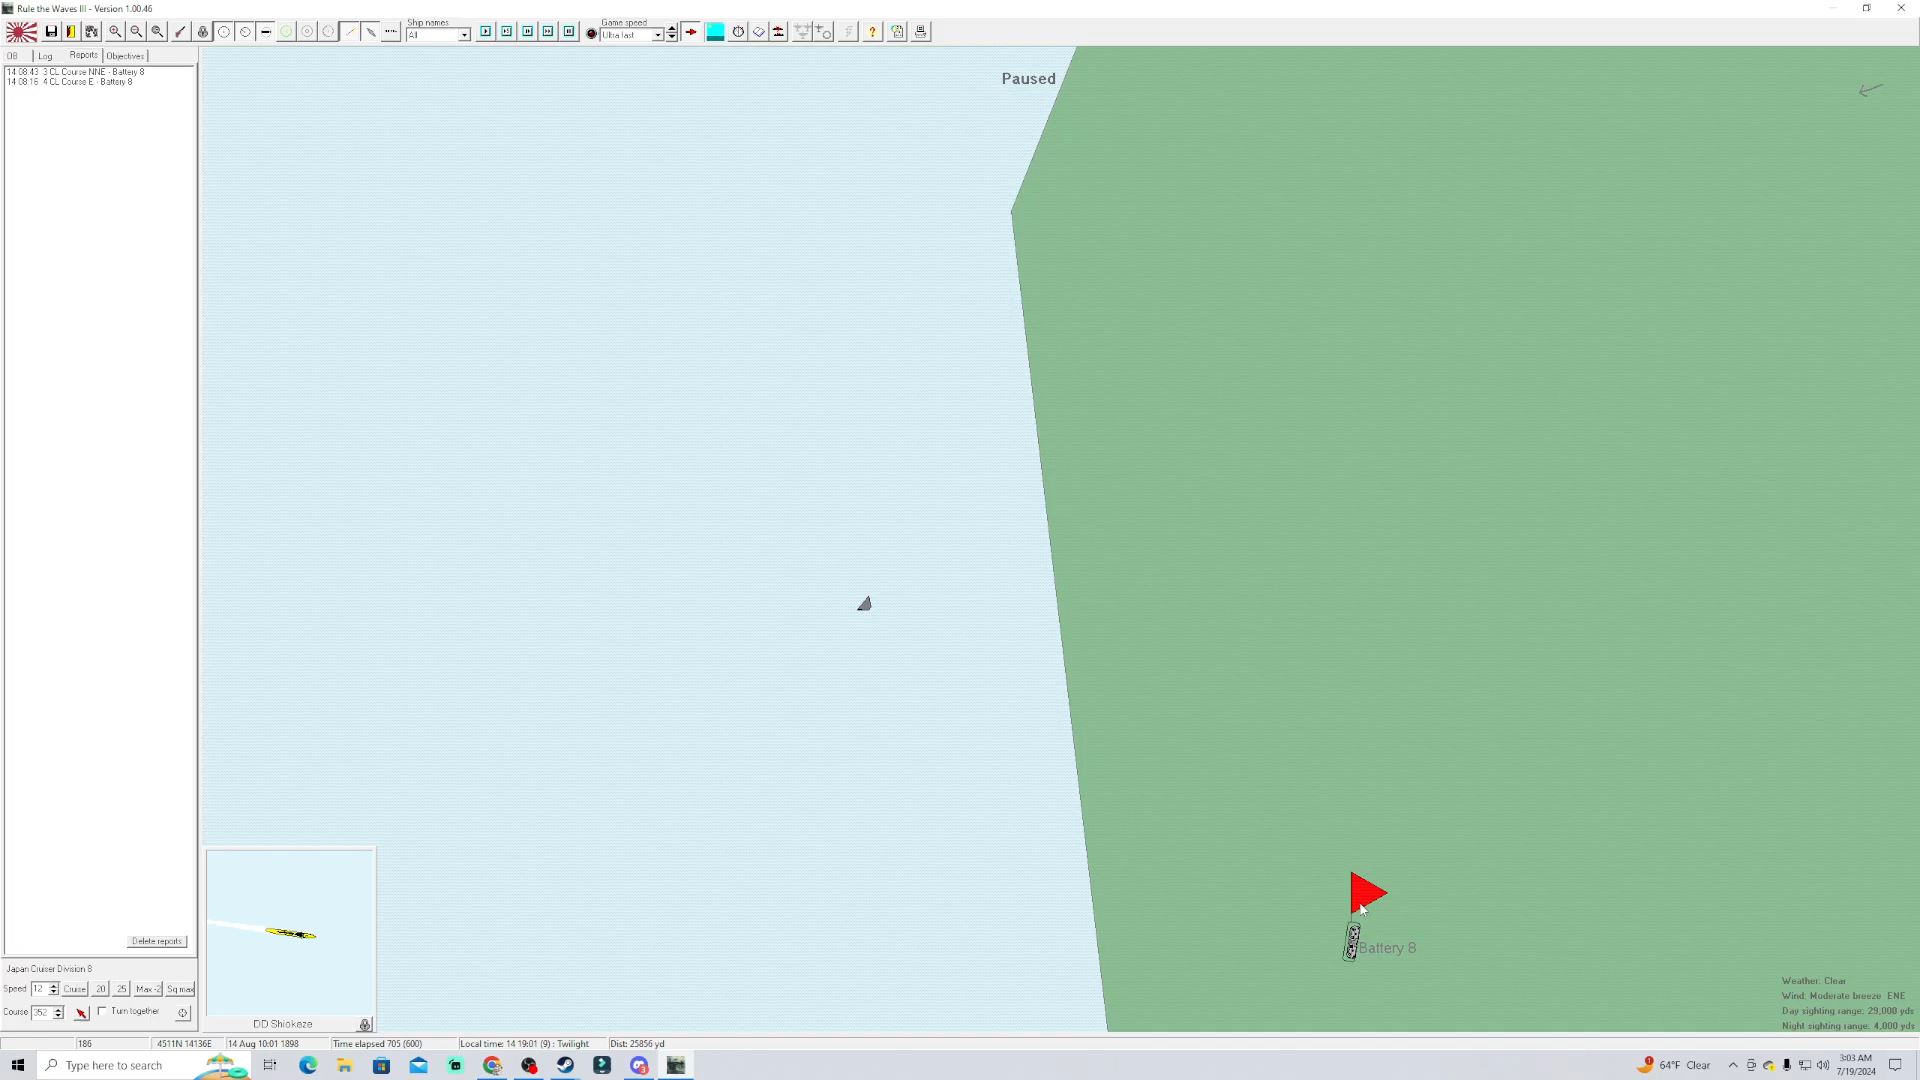 Rule the Waves III - Version 1.00.46
Ship names
All
Game speed
Ultra fast
?
OB
Log
Reports
Objectives
14 08:43 3 CL Course NNE - Battery 8
14 08:16 4 CL Course E - Battery 8
Paused
Battery 8
Delete reports
Japan Cruiser Division 8
Speed
12
Cruise
20
25
Max -2
Sq max
Course
352
Turn together
DD Shiokaze
Weather: Clear
Wind: Moderate breeze ENE
Day sighting range: 29,000 yds
Night sighting range: 4,000 yds
186
4511N 14136E
14 Aug 10:01 1898
Time elapsed 705 (600)
Local time: 14 19:01 (9) : Twilight
Dist: 25856 yd
Type here to search
64°F Clear
3:03 AM
7/19/2024